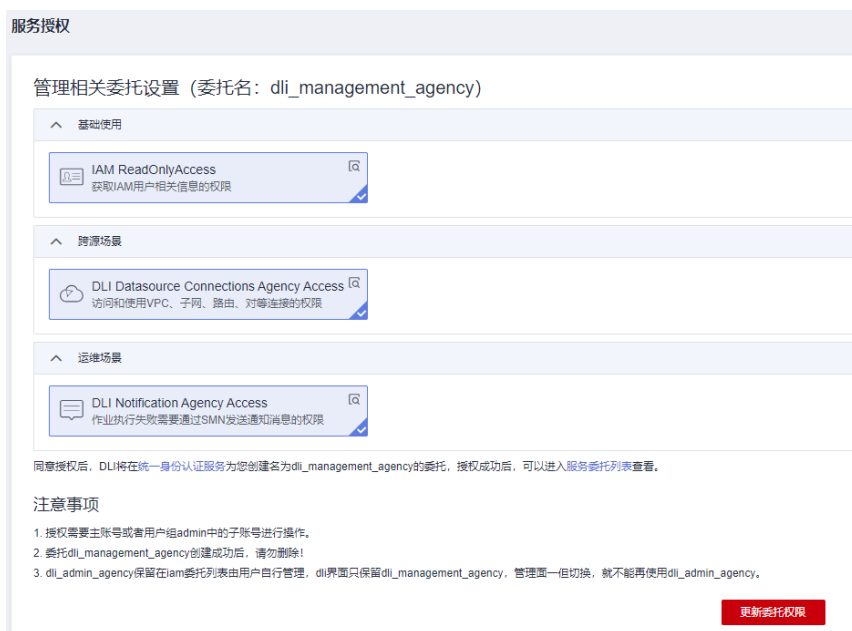 服务授权
管理相关委托设置（委托名：dli_management_agency）
基础使用
IAM ReadOnlyAccess
获取IAM用户相关信息的权限
跨源场景
DLI Datasource Connections Agency Access
访问和使用VPC、子网、路由、对等连接的权限
运维场景
DLI Notification Agency Access
作业执行失败需要通过SMN发送通知消息的权限
同意授权后，DLI将在统一身份认证服务为您创建名为dli_management_agency的委托，授权成功后，可以进入服务委托列表查看。
注意事项
1. 授权需要主账号或者用户组admin中的子账号进行操作。
2. 委托dli_management_agency创建成功后，请勿删除！
3. dli_admin_agency保留在iam委托列表由用户自行管理，dli界面只保留dli_management_agency，管理面一但切换，就不能再使用dli_admin_agency。
更新委托权限